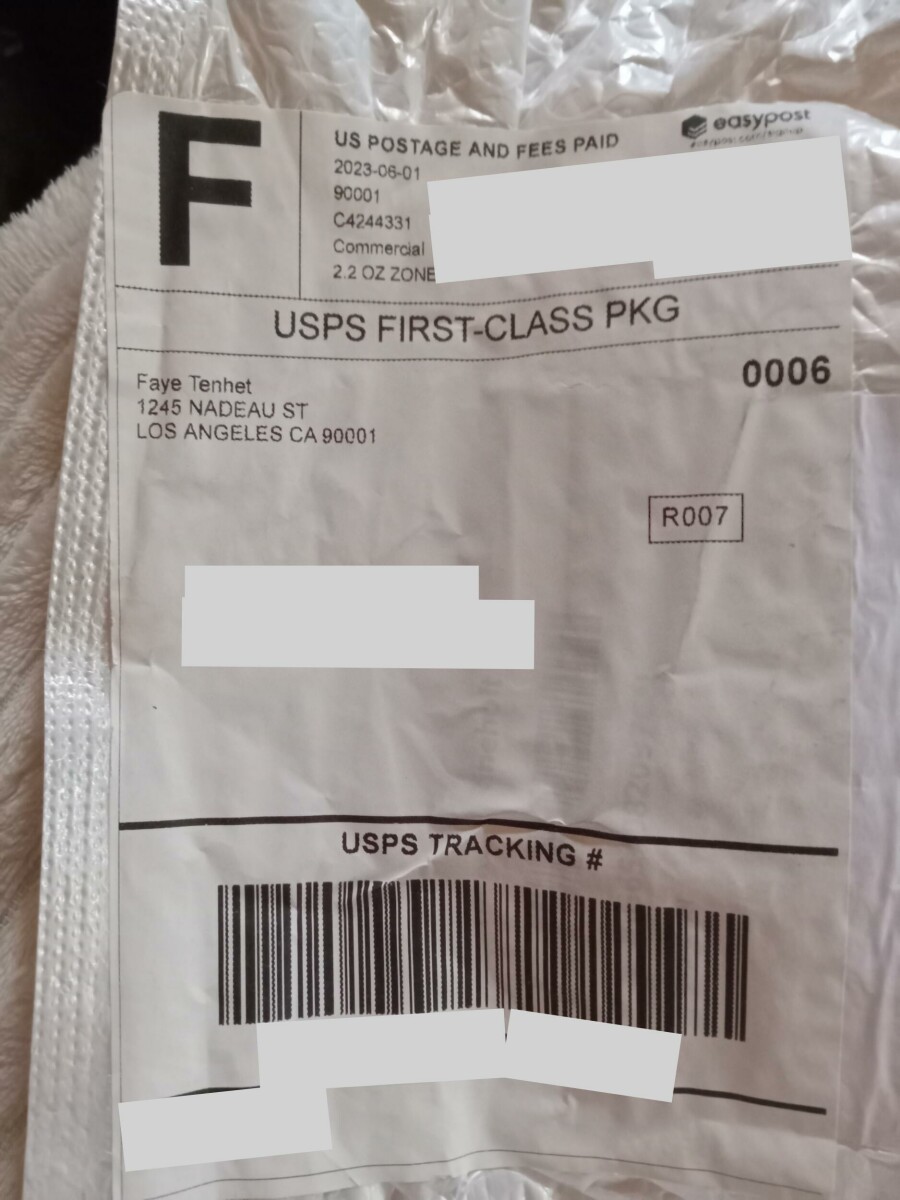 F
US POSTAGE AND FEES PAID
2023-06-01
90001
C4244331
Commercial
2.2 OZ ZONE
easypost
USPS FIRST-CLASS PKG
Faye Tenhet
1245 NADEAU ST
LOS ANGELES CA 90001
0006
R007
USPS TRACKING #